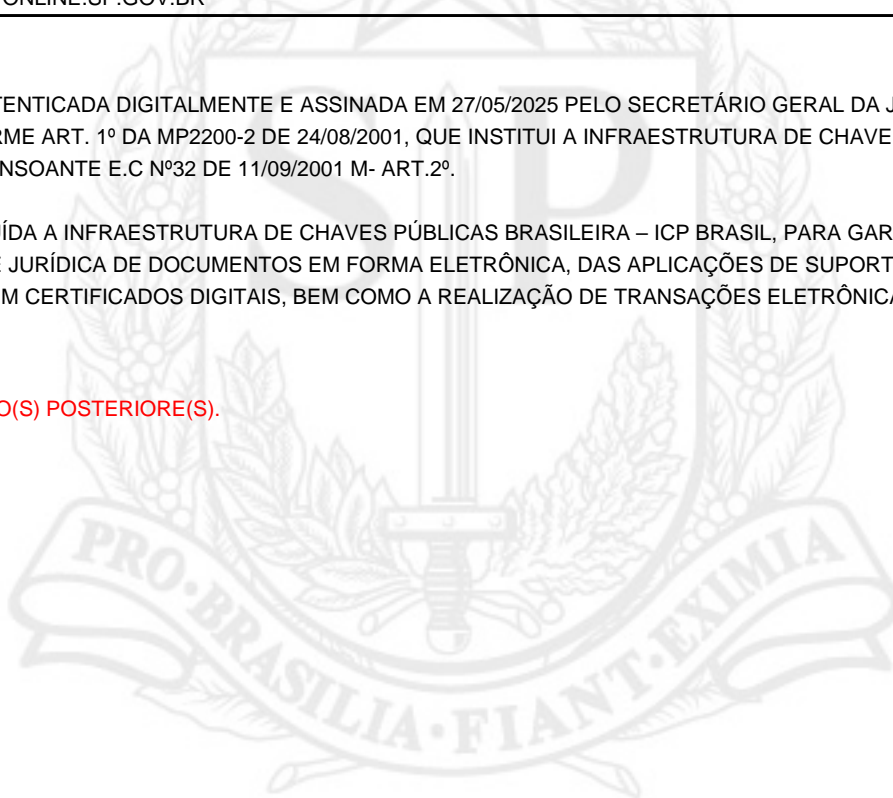 ONLINE.SP.GOV.BR
TENTICADA DIGITALMENTE E ASSINADA EM 27/05/2025 PELO SECRETÁRIO GERAL DA J
RME ART. 1º DA MP2200-2 DE 24/08/2001, QUE INSTITUI A INFRAESTRUTURA DE CHAVE
NSOANTE E.C Nº32 DE 11/09/2001 M- ART.2º.
UÍDA A INFRAESTRUTURA DE CHAVES PÚBLICAS BRASILEIRA – ICP BRASIL, PARA GAR
E JURÍDICA DE DOCUMENTOS EM FORMA ELETRÔNICA, DAS APLICAÇÕES DE SUPORT
M CERTIFICADOS DIGITAIS, BEM COMO A REALIZAÇÃO DE TRANSAÇÕES ELETRÔNICA
O(S) POSTERIORE(S).
SP
PRO·BRASILIA·FIANT·EXIMIA